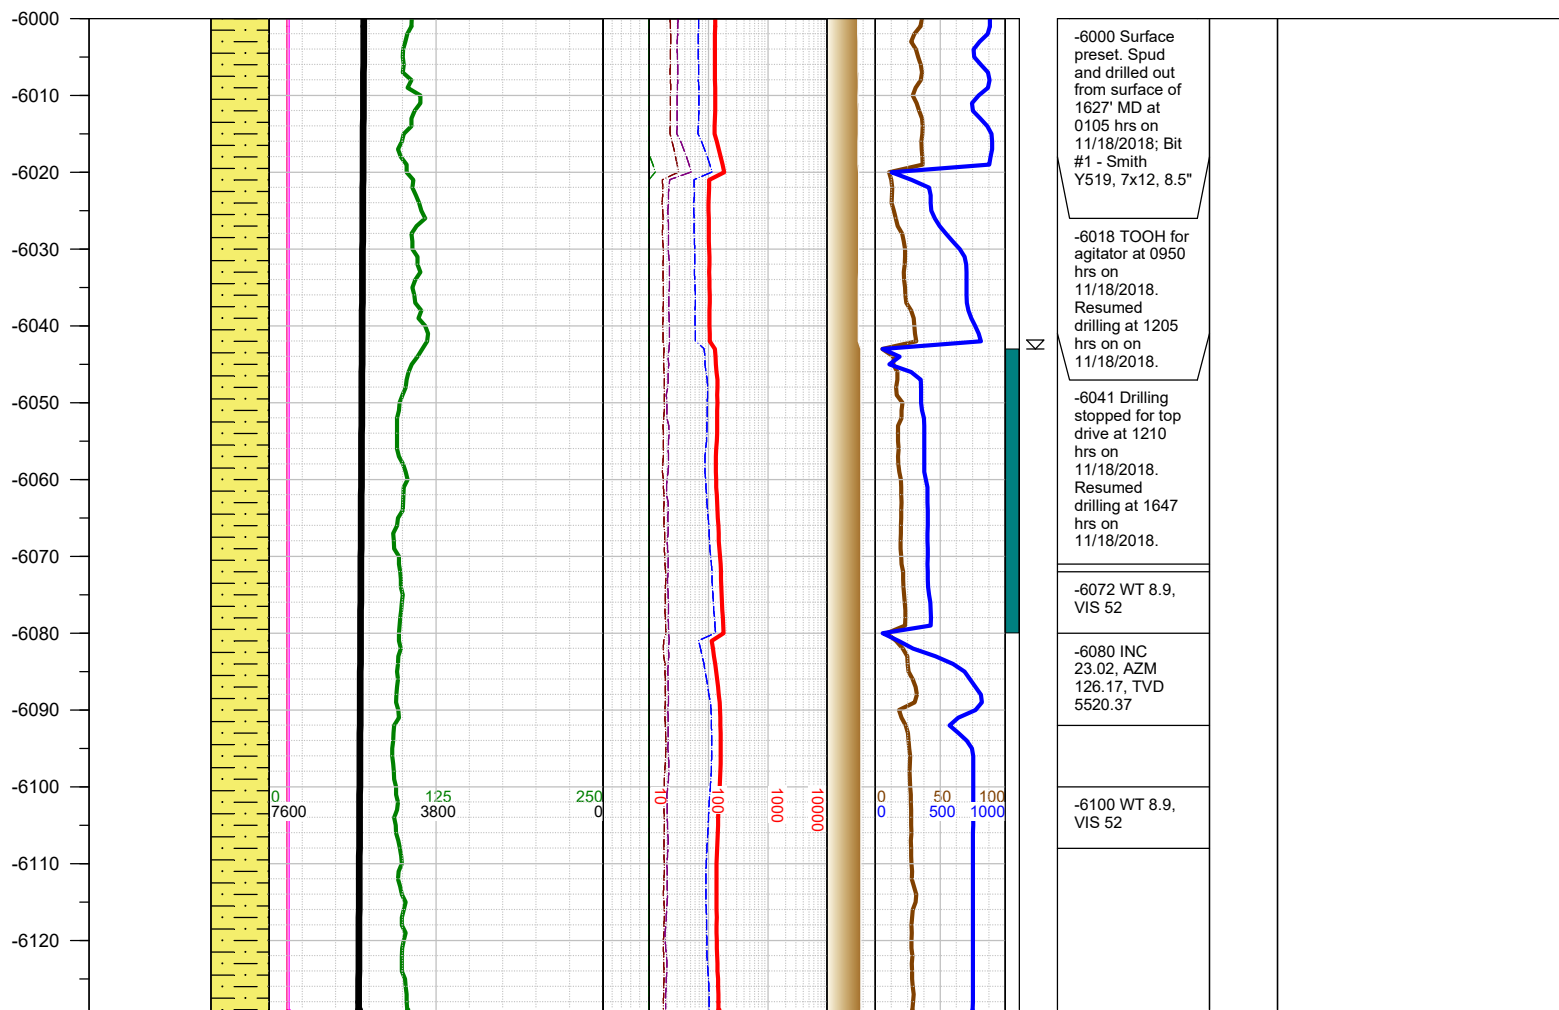 -6000
-6010
-6020
-6030
-6040
-6050
-6060
-6070
-6080
-6090
-6100
-6110
-6120
0 125 250
7600 3800 0
10 100 1000 10000
0 50 100
0 500 1000
-6000 Surface
preset. Spud
and drilled out
from surface of
1627' MD at
0105 hrs on
11/18/2018; Bit
#1 - Smith
Y519, 7x12, 8.5"
-6018 TOOH for
agitator at 0950
hrs on
11/18/2018.
Resumed
drilling at 1205
hrs on on
11/18/2018.
-6041 Drilling
stopped for top
drive at 1210
hrs on
11/18/2018.
Resumed
drilling at 1647
hrs on
11/18/2018.
-6072 WT 8.9,
VIS 52
-6080 INC
23.02, AZM
126.17, TVD
5520.37
-6100 WT 8.9,
VIS 52